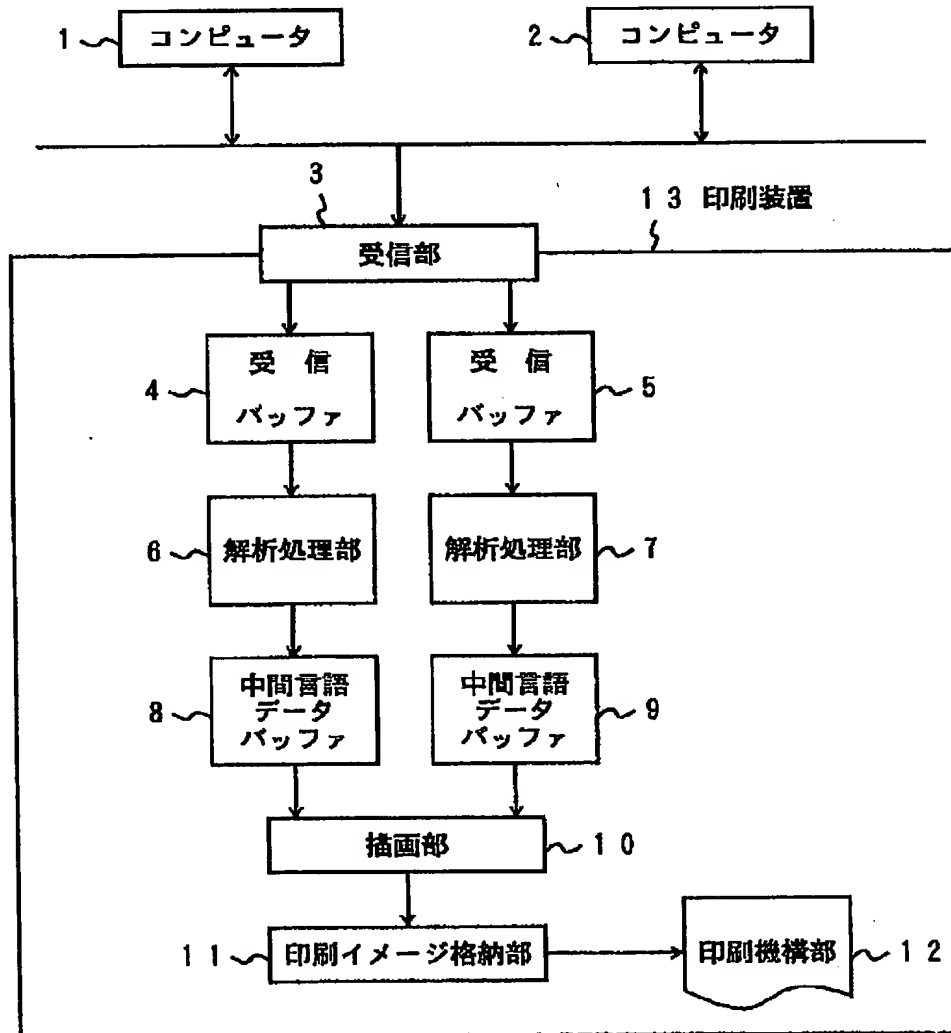 1 コンピュータ
2 コンピュータ
3
13 印刷装置
受信部
4
受信
バッファ
受信
バッファ
5
6
解析処理部
解析処理部
7
8
中間言語
データ
バッファ
中間言語
データ
バッファ
9
描画部
10
11
印刷イメージ格納部
印刷機構部
12